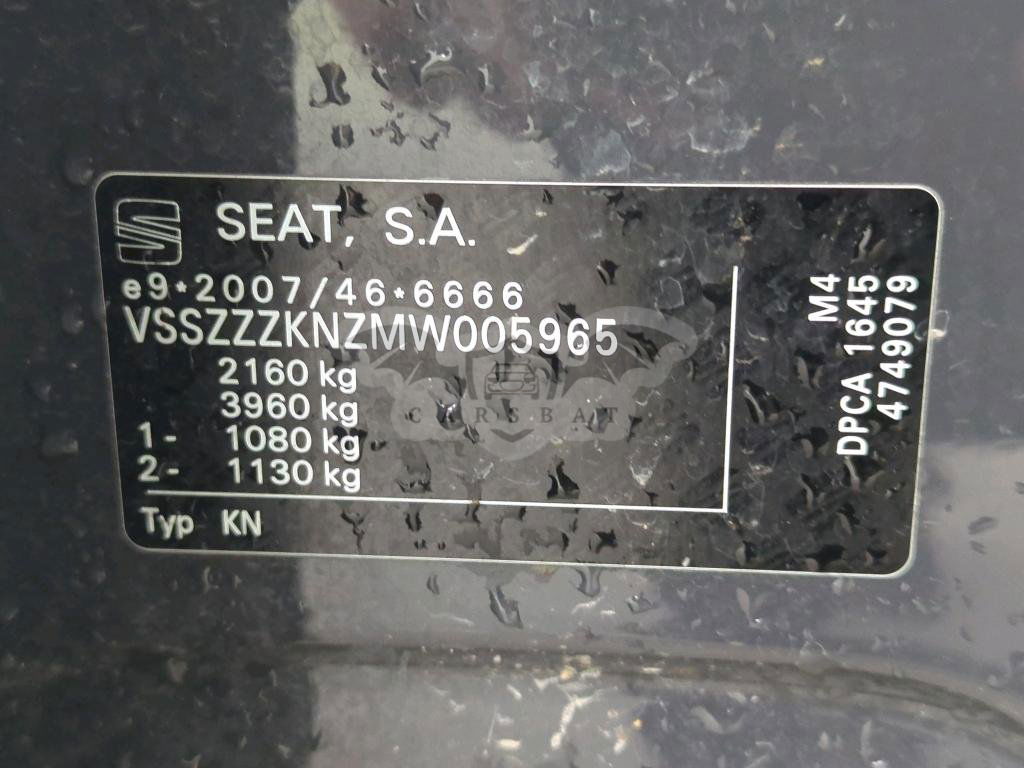 SEAT, S.A.
e9*2007/46*6666
VSSZZZKNZMW005965
2160 kg
3960 kg
1- 1080 kg
2- 1130 kg
Typ KN
M4
DPCA 1645
4749079
CARSBAT